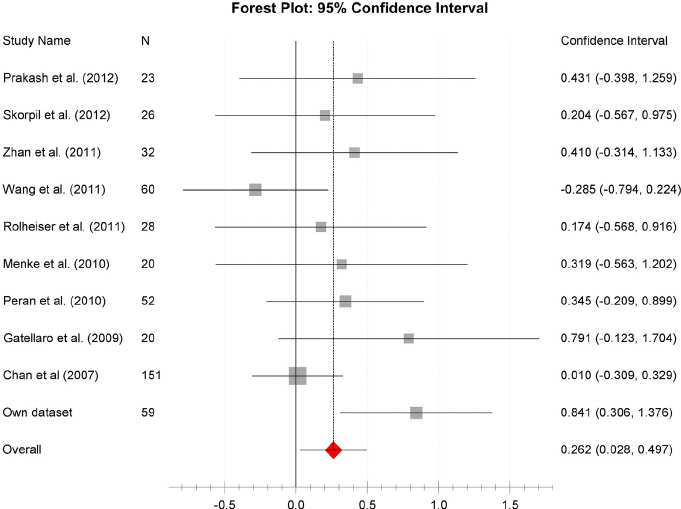 Forest Plot: 95% Confidence Interval
Study Name N Confidence Interval
Prakash et al. (2012) 23 0.431 (-0.398, 1.259)
Skorpil et al. (2012) 26 0.204 (-0.567, 0.975)
Zhan et al. (2011) 32 0.410 (-0.314, 1.133)
Wang et al. (2011) 60 -0.285 (-0.794, 0.224)
Rolheiser et al. (2011) 28 0.174 (-0.568, 0.916)
Menke et al. (2010) 20 0.319 (-0.563, 1.202)
Peran et al. (2010) 52 0.345 (-0.209, 0.899)
Gatellaro et al. (2009) 20 0.791 (-0.123, 1.704)
Chan et al (2007) 151 0.010 (-0.309, 0.329)
Own dataset 59 0.841 (0.306, 1.376)
Overall 0.262 (0.028, 0.497)
-0.5 0.0 0.5 1.0 1.5